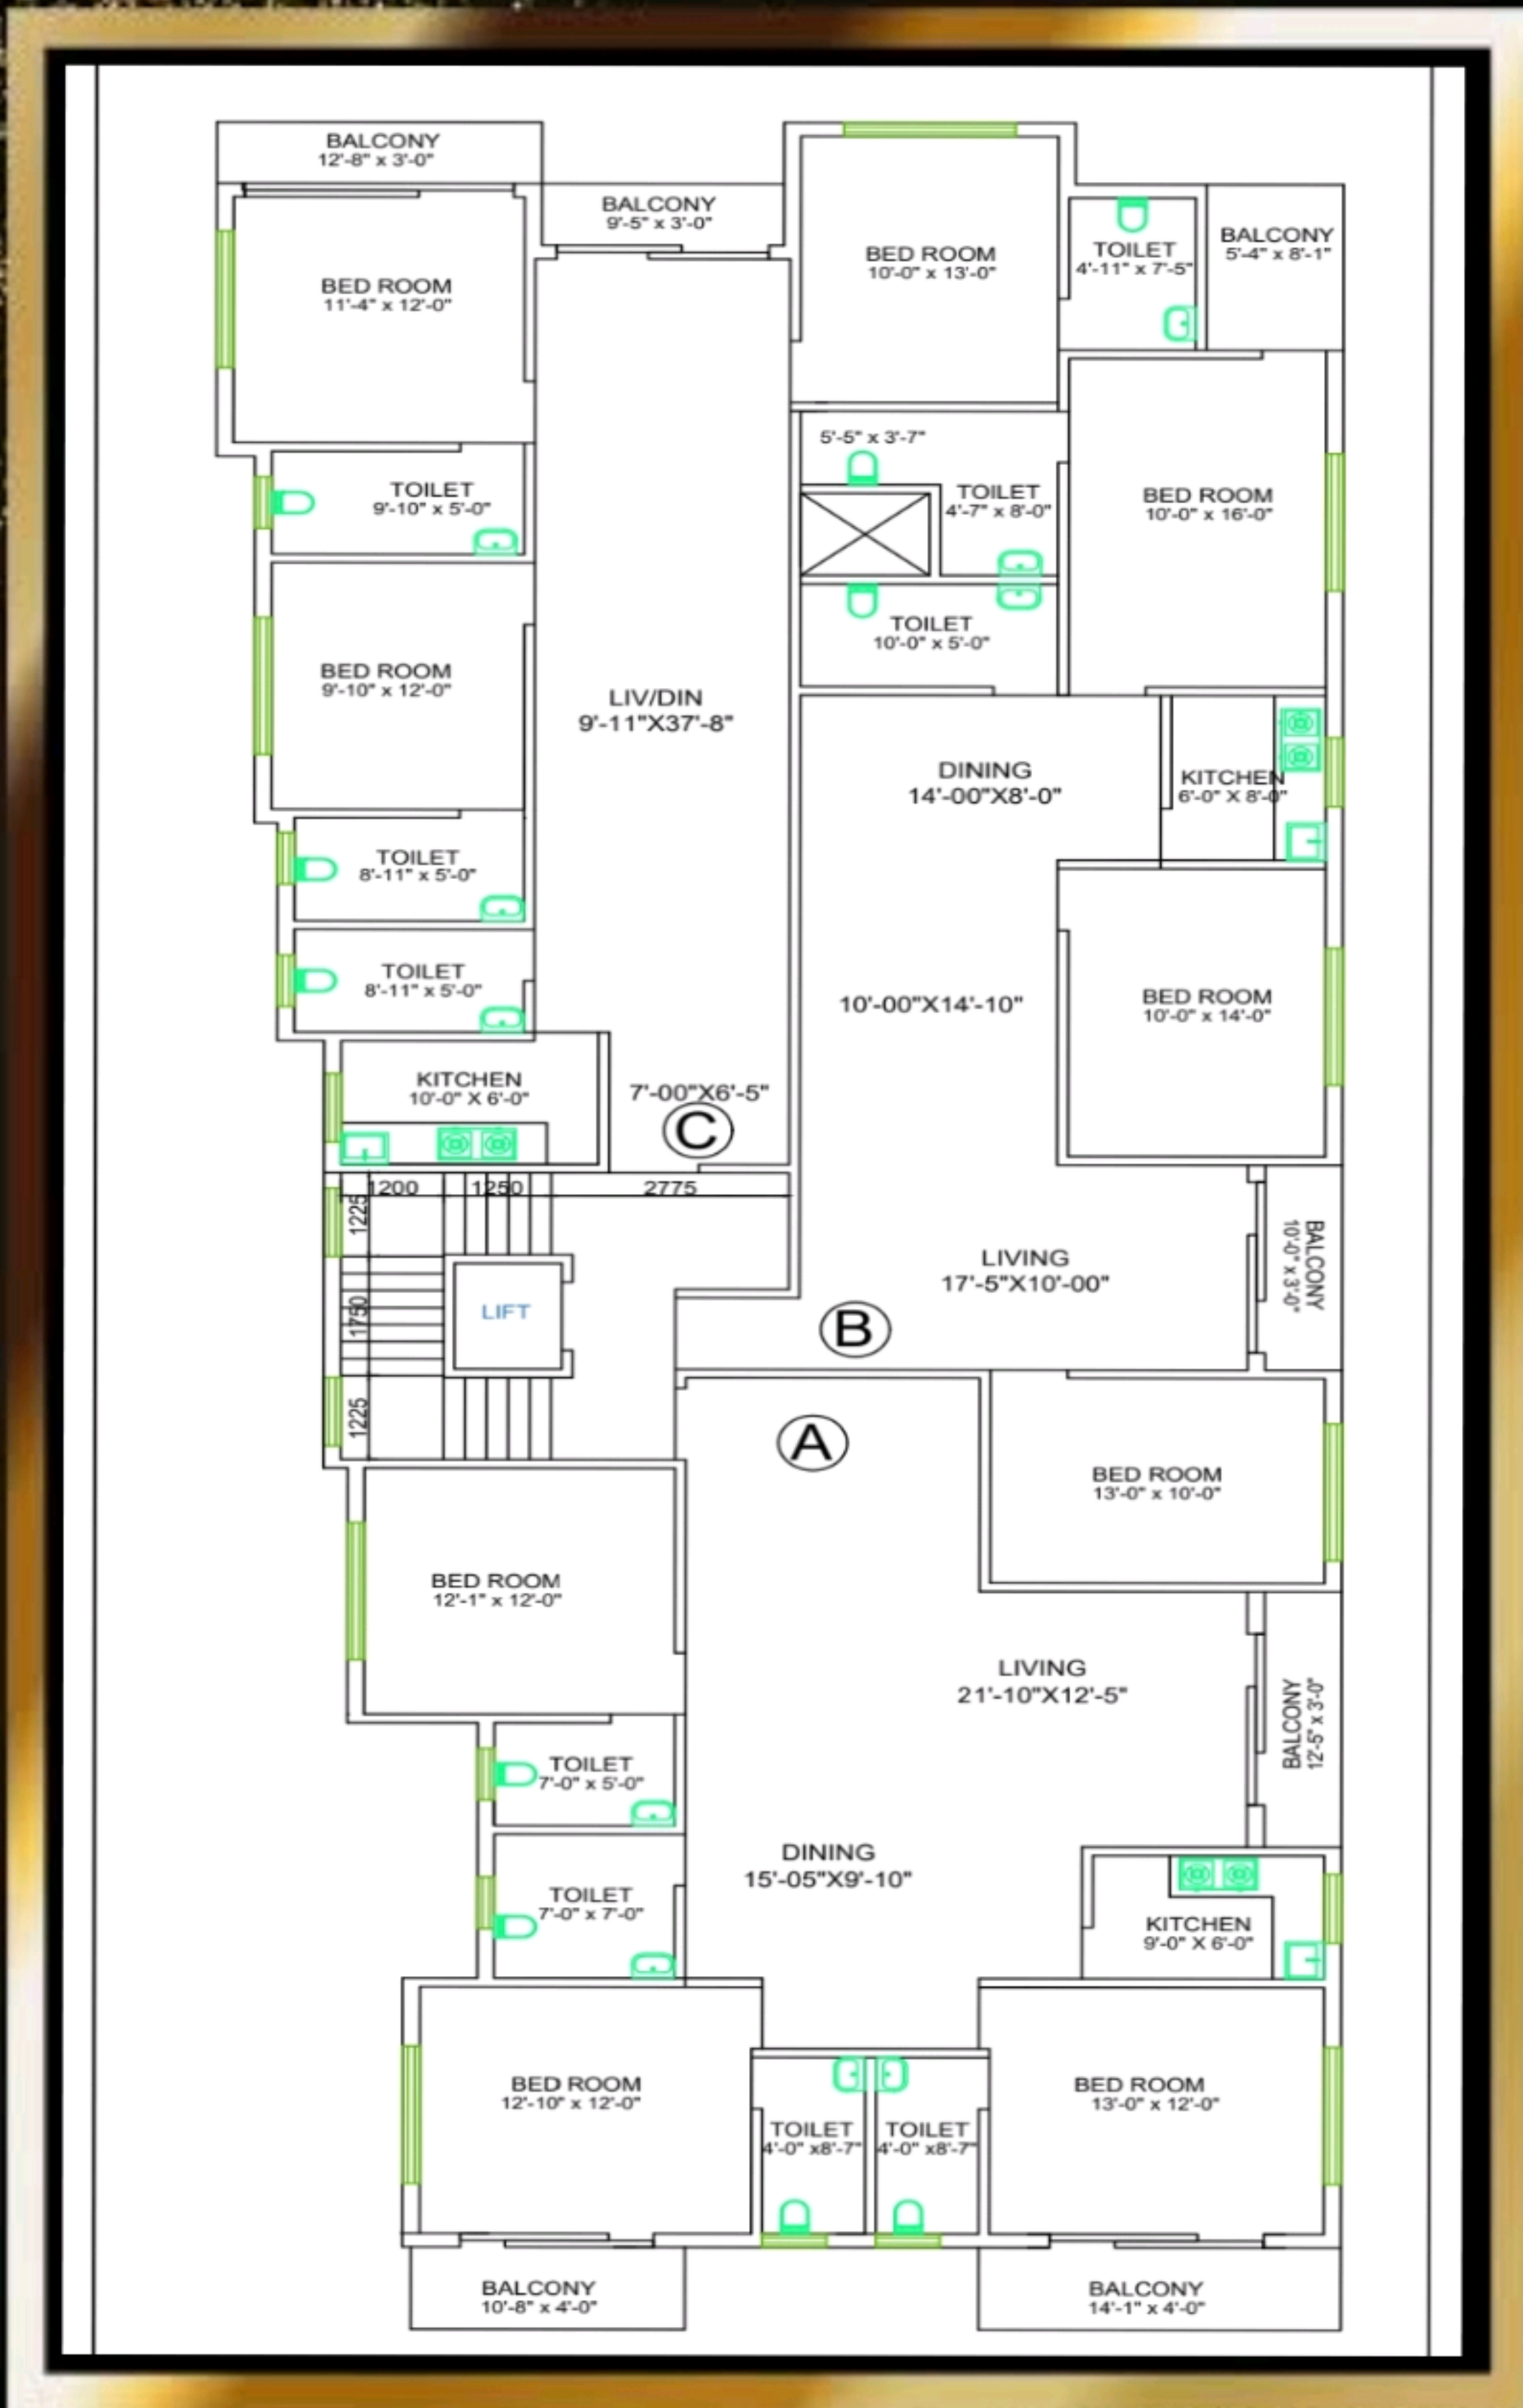 BALCONY
12'-8" x 3'-0"
BALCONY
9'-5" x 3'-0"
BED ROOM
10'-0" x 13'-0"
TOILET
4'-11" x 7'-5"
BALCONY
5'-4" x 8'-1"
BED ROOM
11'-4" x 12'-0"
5'-5" x 3'-7"
TOILET
9'-10" x 5'-0"
TOILET
4'-7" x 8'-0"
BED ROOM
10'-0" x 16'-0"
TOILET
10'-0" x 5'-0"
BED ROOM
9'-10" x 12'-0"
LIV/DIN
9'-11"X37'-8"
DINING
14'-00"X8'-0"
KITCHEN
6'-0" X 8'-0"
TOILET
8'-11" x 5'-0"
TOILET
8'-11" x 5'-0"
10'-00"X14'-10"
BED ROOM
10'-0" x 14'-0"
KITCHEN
10'-0" X 6'-0"
7'-00"X6'-5"
C
1200
1250
2775
1225
1750
1225
LIFT
LIVING
17'-5"X10'-00"
BALCONY
10'-0" x 3'-0"
B
A
BED ROOM
13'-0" x 10'-0"
BED ROOM
12'-1" x 12'-0"
LIVING
21'-10"X12'-5"
BALCONY
12'-5" x 3'-0"
TOILET
7'-0" x 5'-0"
DINING
15'-05"X9'-10"
TOILET
7'-0" x 7'-0"
KITCHEN
9'-0" X 6'-0"
BED ROOM
12'-10" x 12'-0"
BED ROOM
13'-0" x 12'-0"
TOILET
4'-0" x8'-7"
TOILET
4'-0" x8'-7"
BALCONY
10'-8" x 4'-0"
BALCONY
14'-1" x 4'-0"